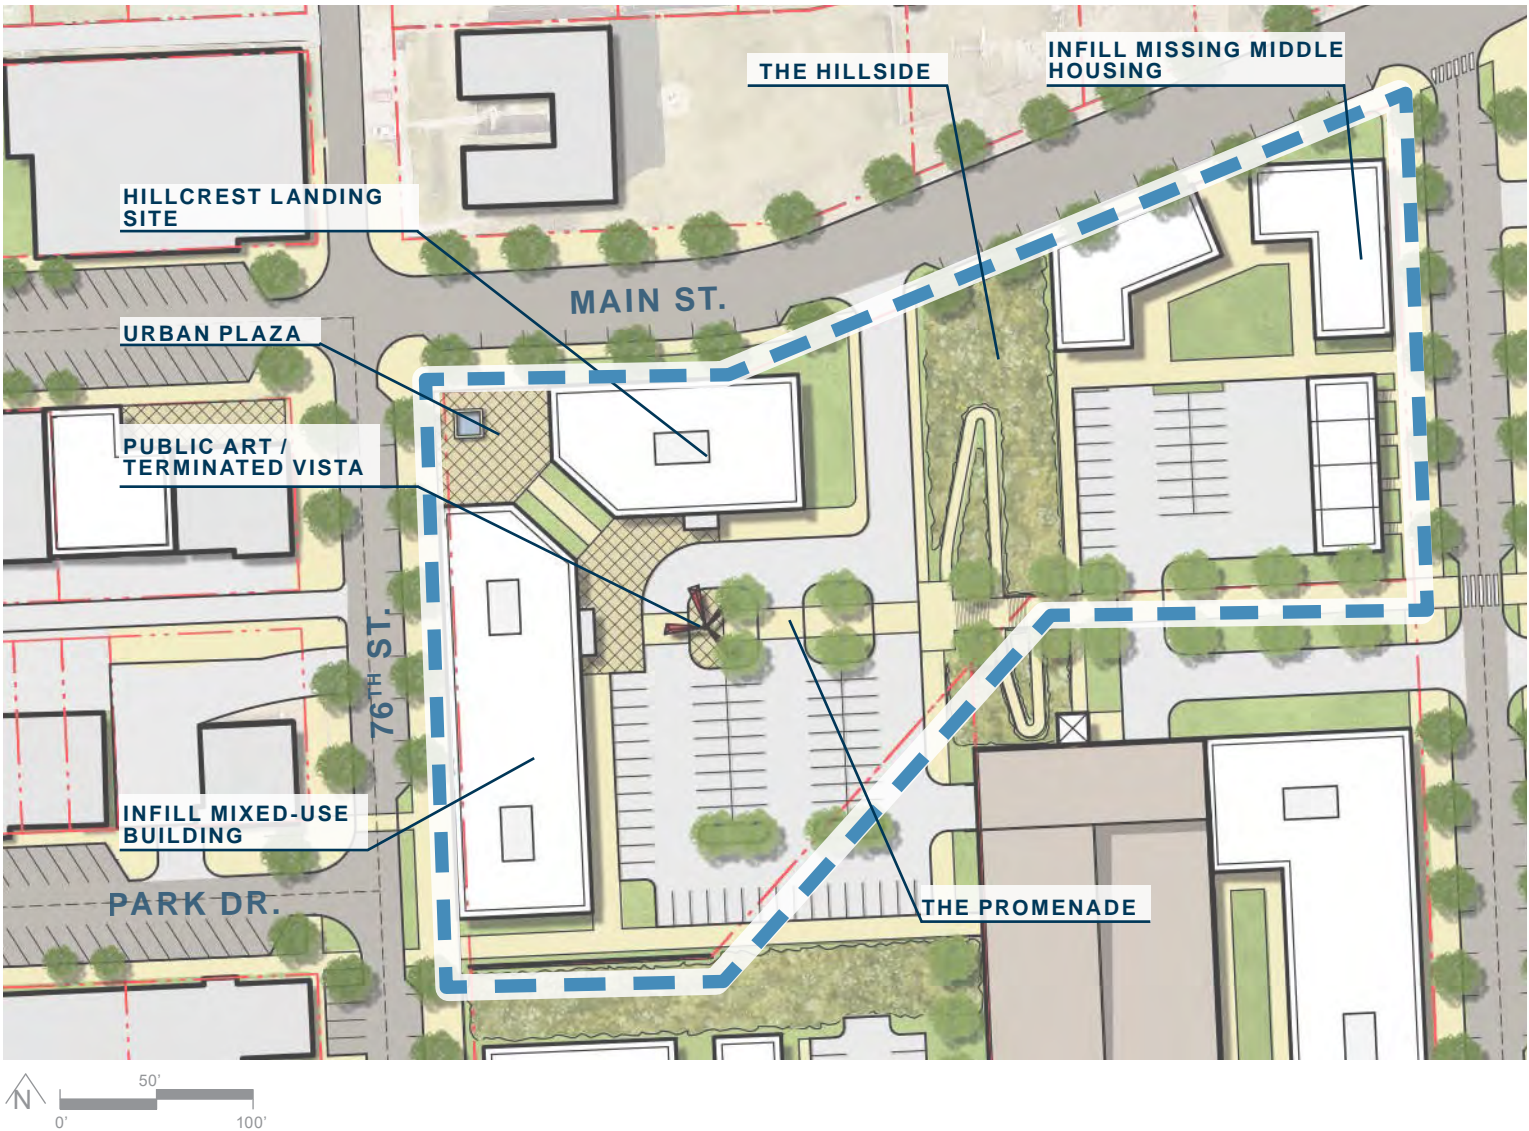 THE HILLSIDE
INFILL MISSING MIDDLE
HOUSING
HILLCREST LANDING
SITE
MAIN ST.
URBAN PLAZA
PUBLIC ART /
TERMINATED VISTA
76TH ST.
INFILL MIXED-USE
BUILDING
PARK DR.
THE PROMENADE
N
50'
0'
100'